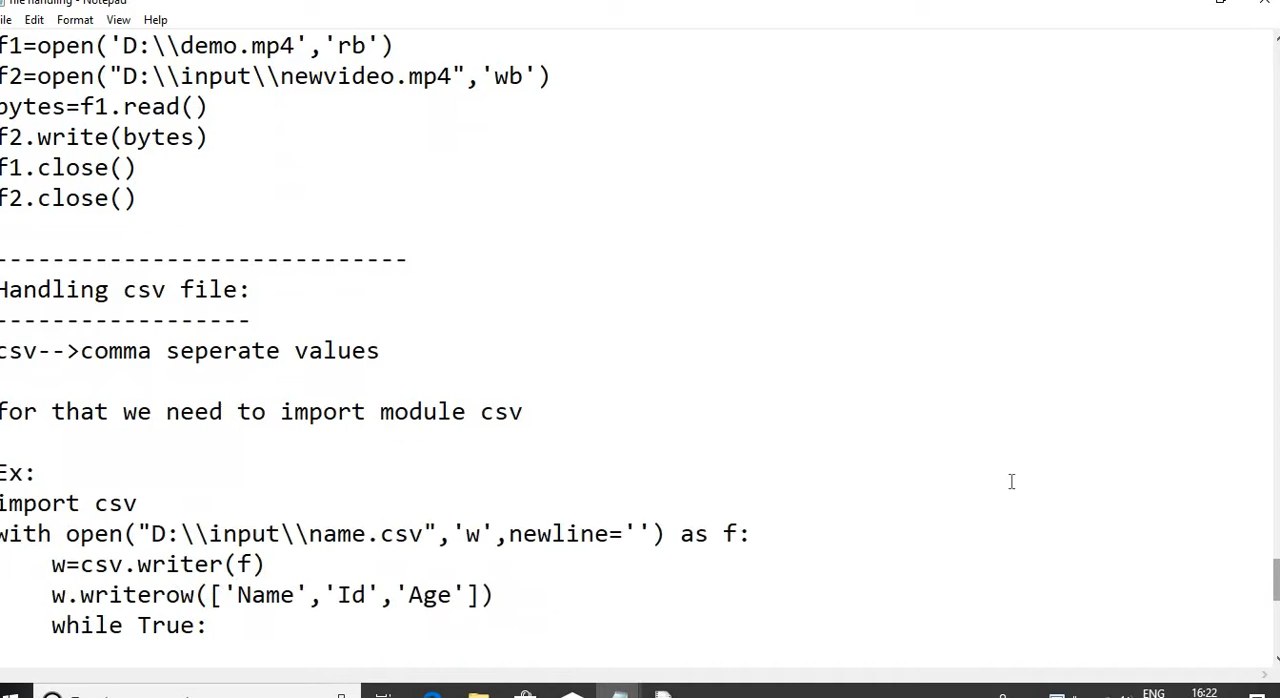 file handling - Notepad
ile Edit Format View Help
f1=open('D:\\demo.mp4','rb')
f2=open("D:\\input\\newvideo.mp4",'wb')
bytes=f1.read()
f2.write(bytes)
f1.close()
f2.close()
-----------------------------
Handling csv file:
------------------
csv-->comma seperate values
for that we need to import module csv
Ex:
import csv
with open("D:\\input\\name.csv",'w',newline='') as f:
w=csv.writer(f)
w.writerow(['Name','Id','Age'])
while True:
ENG 16:22